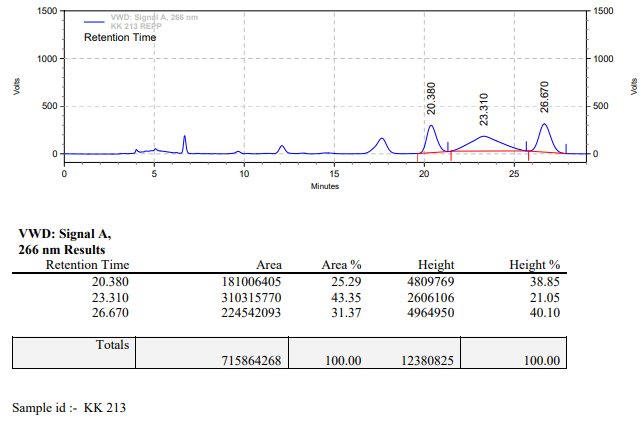 1500
1500
VWD: Signal A, 266 nm
KK 213 REPP
Retention Time
1000
1000
Volts
Volts
500
500
20.380
23.310
26.670
0
0
0
5
10
15
20
25
Minutes
VWD: Signal A,
266 nm Results
Retention Time Area Area % Height Height %
20.380 181006405 25.29 4809769 38.85
23.310 310315770 43.35 2606106 21.05
26.670 224542093 31.37 4964950 40.10
Totals
715864268 100.00 12380825 100.00
Sample id :- KK 213